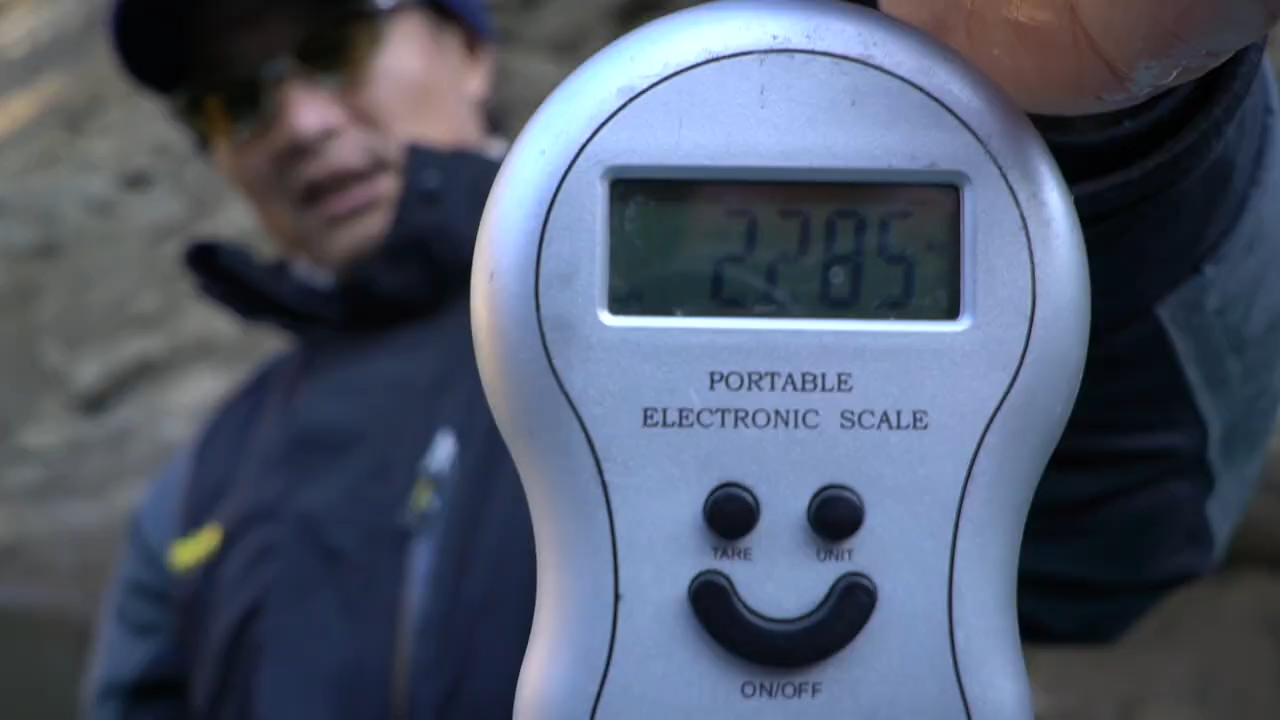 2285
PORTABLE
ELECTRONIC SCALE
TARE UNIT
ON/OFF